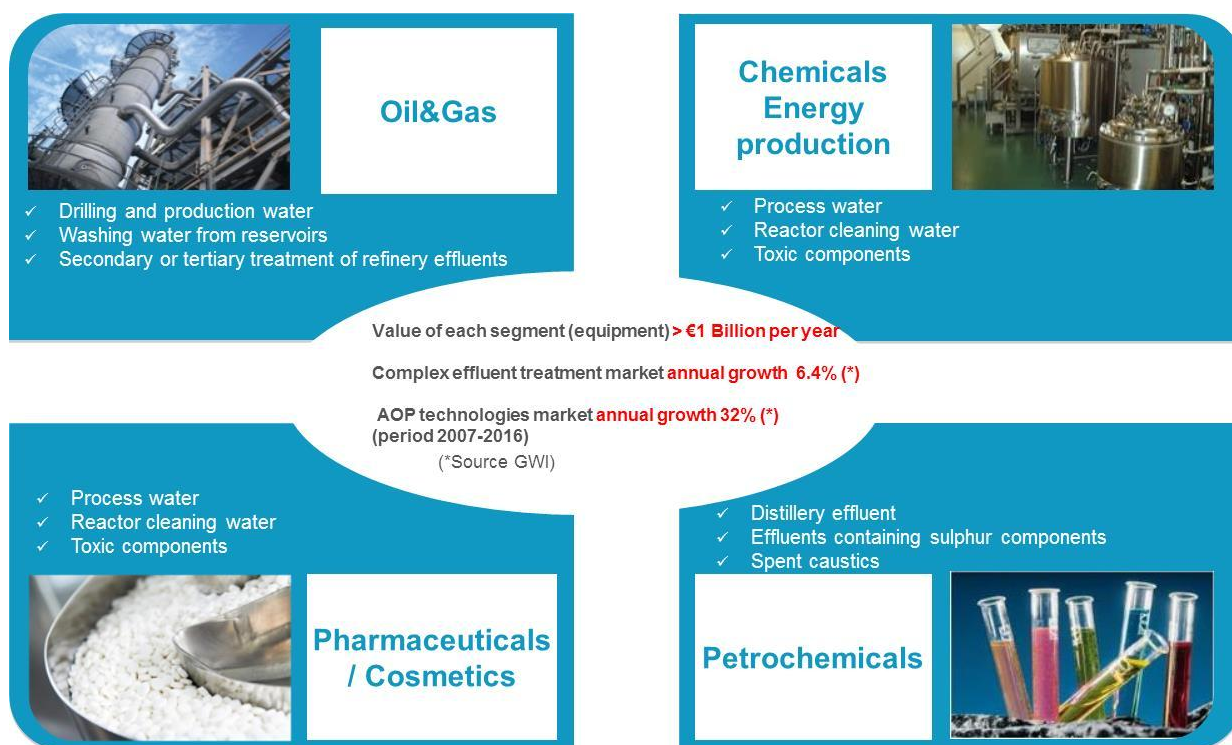 Oil&Gas
✓ Drilling and production water
✓ Washing water from reservoirs
✓ Secondary or tertiary treatment of refinery effluents
Chemicals
Energy
production
✓ Process water
✓ Reactor cleaning water
✓ Toxic components
Value of each segment (equipment) > €1 Billion per year
Complex effluent treatment market annual growth 6.4% (*)
AOP technologies market annual growth 32% (*)
(period 2007-2016)
(*Source GWI)
✓ Process water
✓ Reactor cleaning water
✓ Toxic components
Pharmaceuticals
/ Cosmetics
✓ Distillery effluent
✓ Effluents containing sulphur components
✓ Spent caustics
Petrochemicals